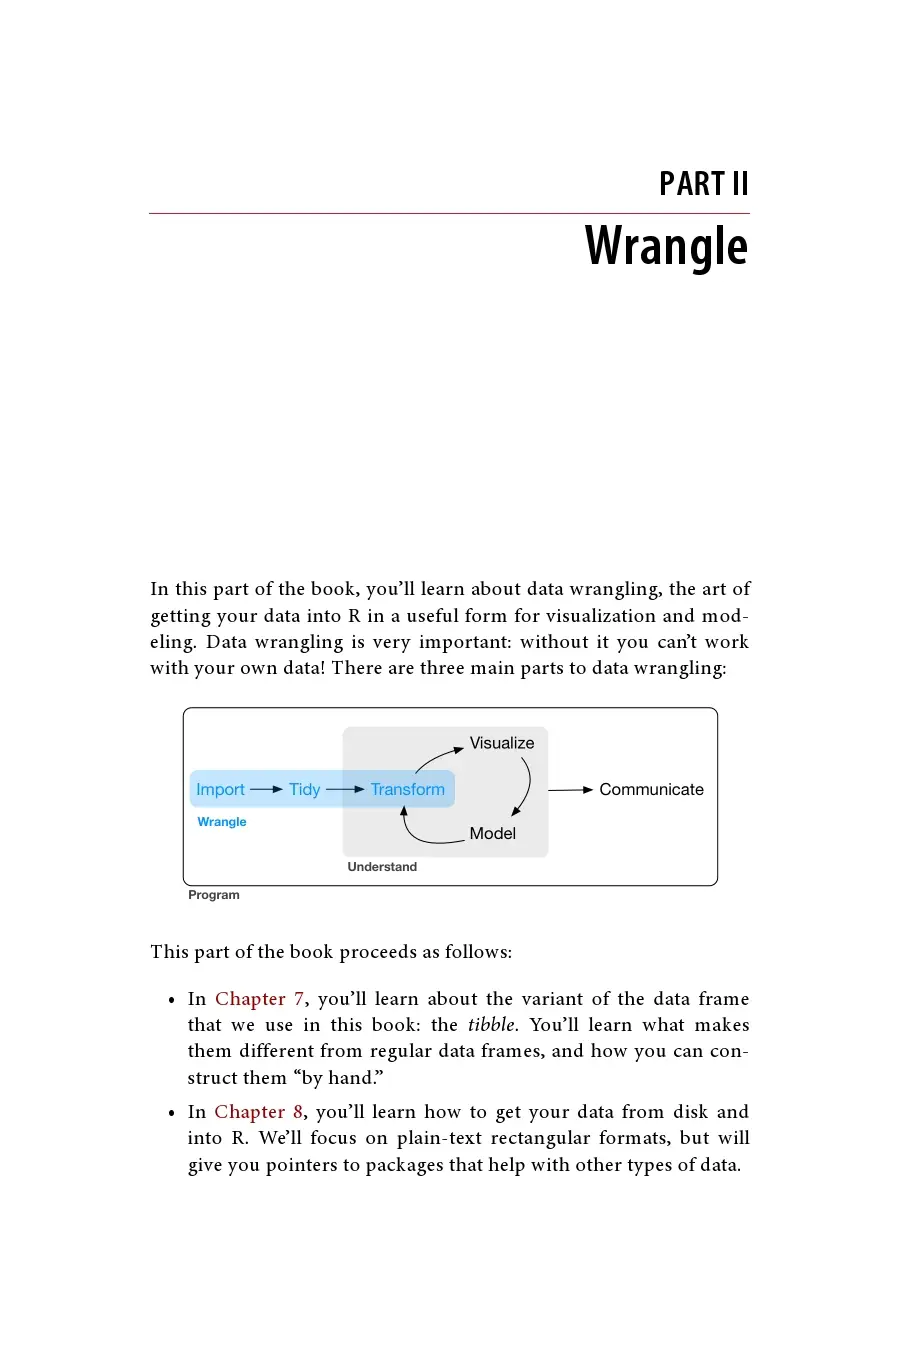 PART II
Wrangle
In this part of the book, you’ll learn about data wrangling, the art of
getting your data into R in a useful form for visualization and mod-
eling. Data wrangling is very important: without it you can’t work
with your own data! There are three main parts to data wrangling:
Visualize
Import Tidy Transform Communicate
Wrangle
Model
Understand
Program
This part of the book proceeds as follows:
• In Chapter 7, you’ll learn about the variant of the data frame
that we use in this book: the tibble. You’ll learn what makes
them different from regular data frames, and how you can con-
struct them “by hand.”
• In Chapter 8, you’ll learn how to get your data from disk and
into R. We’ll focus on plain-text rectangular formats, but will
give you pointers to packages that help with other types of data.